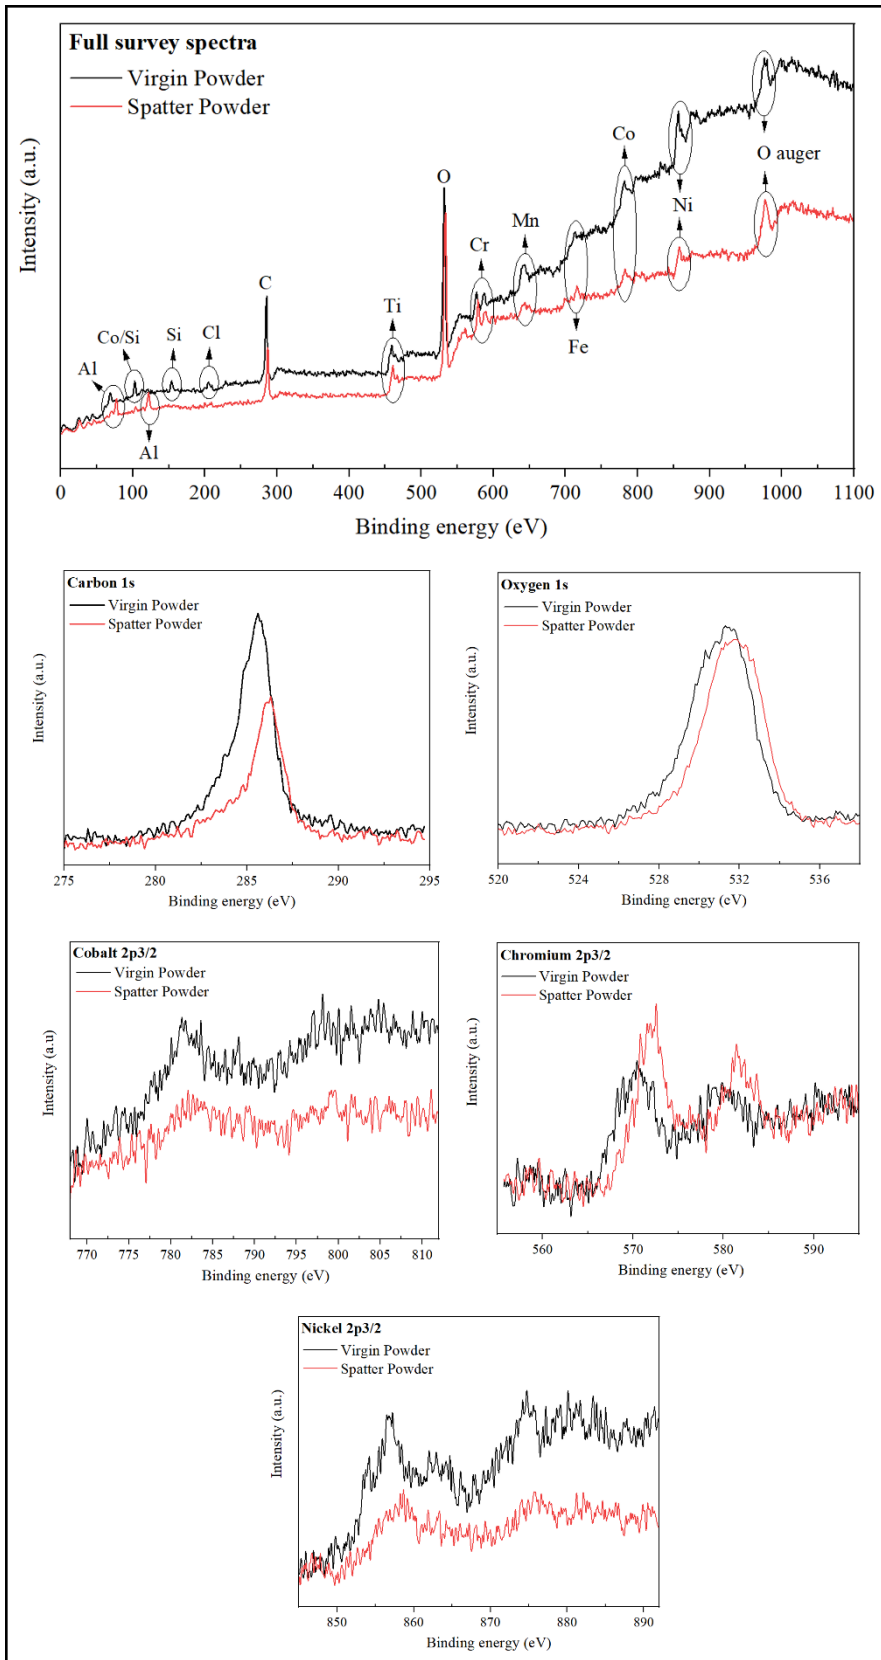 Full survey spectra
Virgin Powder
Spatter Powder
Intensity (a.u.)
Al
Co/Si
Si
Cl
C
Ti
O
Cr
Mn
Co
O auger
Ni
Fe
Al
0 100 200 300 400 500 600 700 800 900 1000 1100
Binding energy (eV)
Carbon 1s
Virgin Powder
Spatter Powder
Intensity (a.u.)
275 280 285 290 295
Binding energy (eV)
Oxygen 1s
Virgin Powder
Spatter Powder
Intensity (a.u.)
520 524 528 532 536
Binding energy (eV)
Cobalt 2p3/2
Virgin Powder
Spatter Powder
Intensity (a.u)
770 775 780 785 790 795 800 805 810
Binding energy (eV)
Chromium 2p3/2
Virgin Powder
Spatter Powder
Intensity (a.u.)
560 570 580 590
Binding energy (eV)
Nickel 2p3/2
Virgin Powder
Spatter Powder
Intensity (a.u.)
850 860 870 880 890
Binding energy (eV)